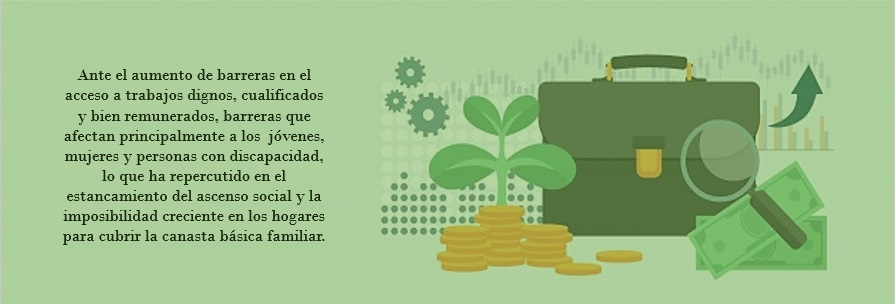 Ante el aumento de barreras en el
acceso a trabajos dignos, cualificados
y bien remunerados, barreras que
afectan principalmente a los jóvenes,
mujeres y personas con discapacidad,
lo que ha repercutido en el
estancamiento del ascenso social y la
imposibilidad creciente en los hogares
para cubrir la canasta básica familiar.